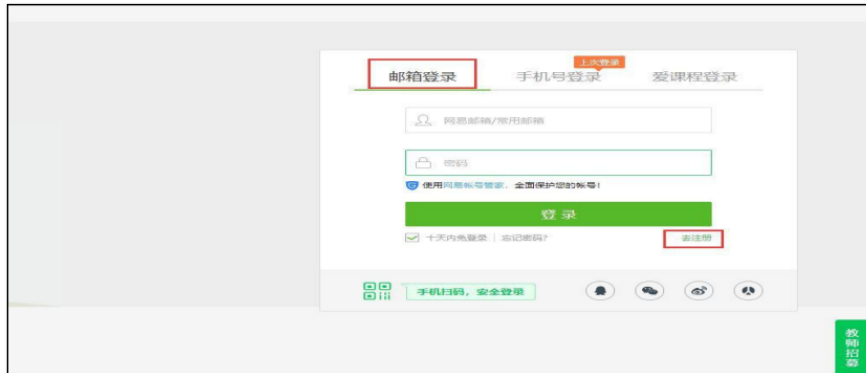 上次登录
邮箱登录 手机号登录 爱课程登录
网易邮箱/常用邮箱
密码
使用网易帐号管家，全面保护您的帐号！
登录
十天内免登录 忘记密码? 去注册
手机扫码，安全登录
教师招募